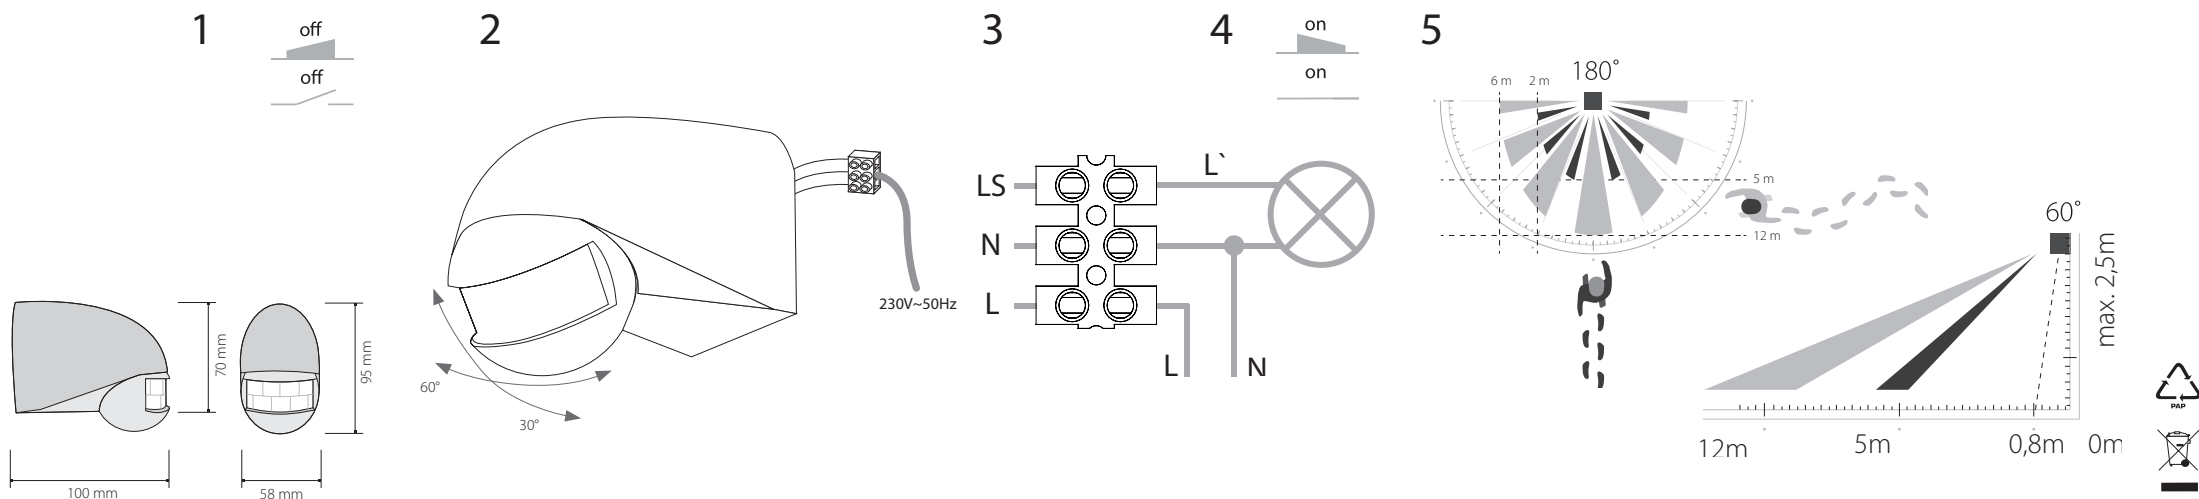 1
off
off
70 mm
95 mm
100 mm
58 mm
2
60°
30°
230V~50Hz
3
LS
N
L
L`
L
N
4
on
on
5
180°
6 m
2 m
5 m
12 m
60°
max. 2,5m
12m
5m
0,8m
0m
PAP